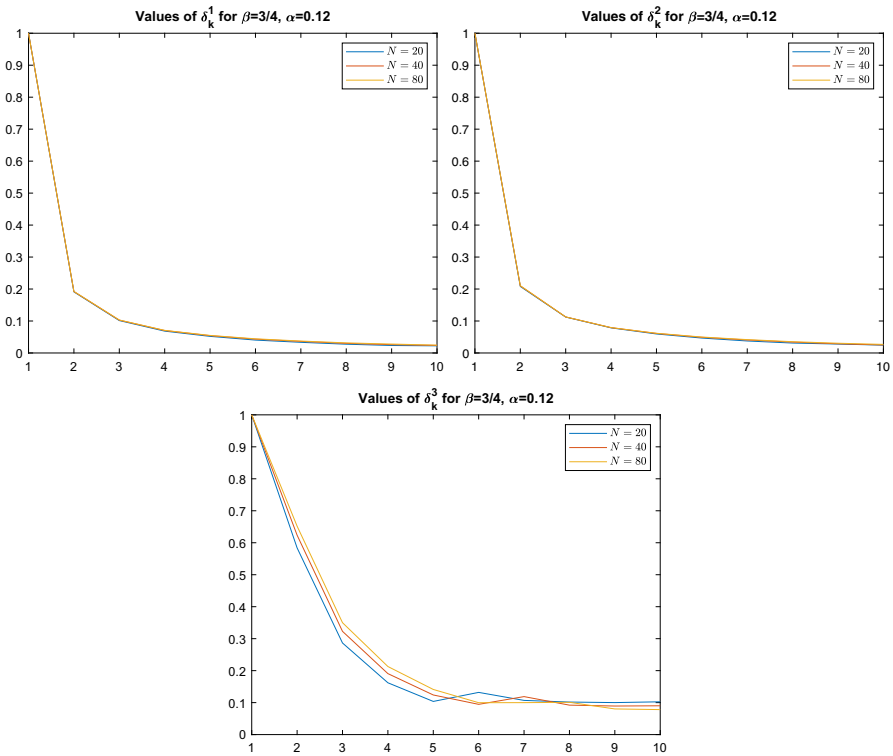 Values of δ_k^1 for β=3/4, α=0.12
1
0.9
0.8
0.7
0.6
0.5
0.4
0.3
0.2
0.1
0
1 2 3 4 5 6 7 8 9 10
N = 20
N = 40
N = 80
Values of δ_k^2 for β=3/4, α=0.12
1
0.9
0.8
0.7
0.6
0.5
0.4
0.3
0.2
0.1
0
1 2 3 4 5 6 7 8 9 10
N = 20
N = 40
N = 80
Values of δ_k^3 for β=3/4, α=0.12
1
0.9
0.8
0.7
0.6
0.5
0.4
0.3
0.2
0.1
0
1 2 3 4 5 6 7 8 9 10
N = 20
N = 40
N = 80